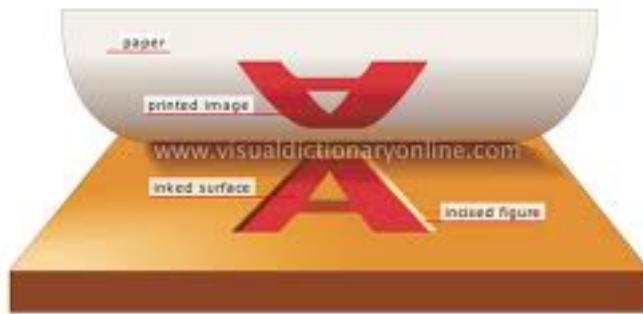 paper
A
printed image
www.visualdictionaryonline.com
inked surface
A
incised figure